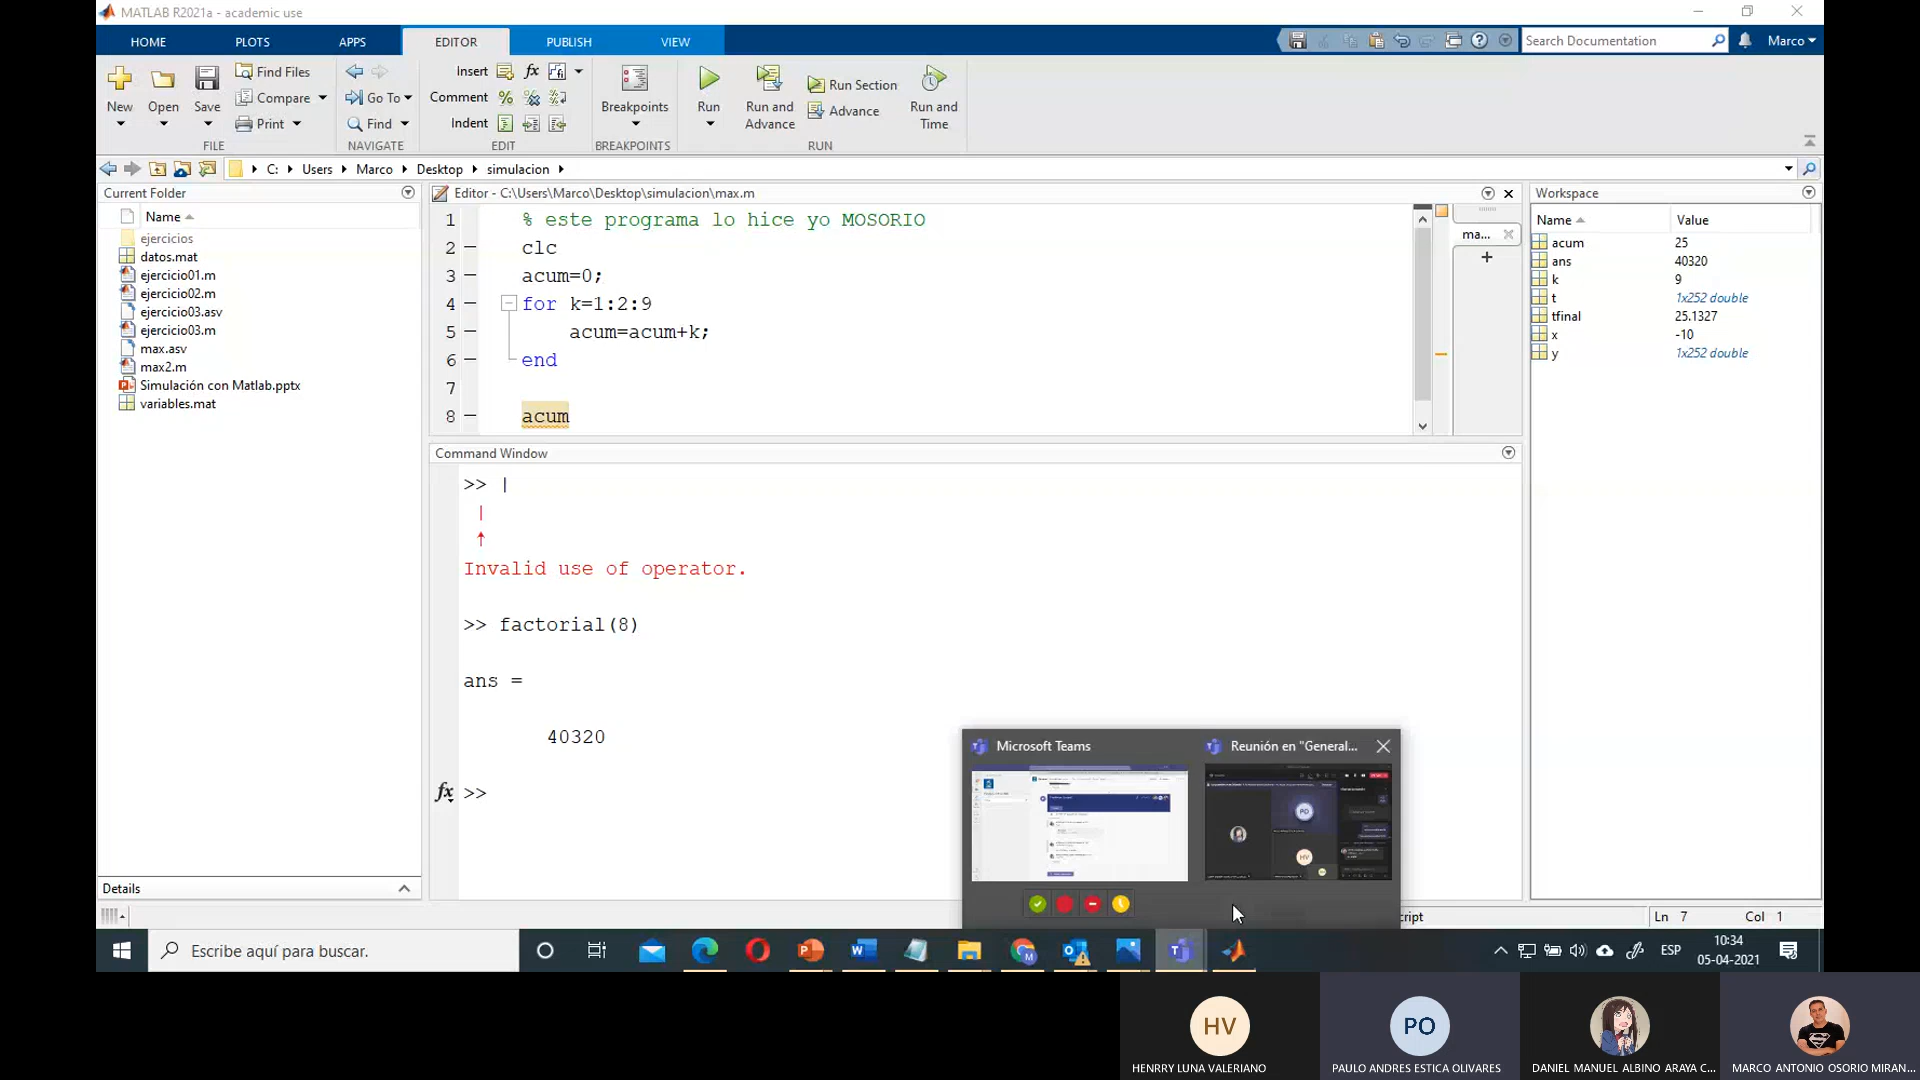 MATLAB R2021a - academic use
HOME PLOTS APPS EDITOR PUBLISH VIEW
Search Documentation
Marco
New
Open
Save
Find Files
Compare
Print
FILE
Go To
Find
NAVIGATE
Insert
Comment
Indent
EDIT
Breakpoints
BREAKPOINTS
Run
Run and
Advance
Run Section
Advance
Run and
Time
RUN
C: Users Marco Desktop simulacion
Current Folder
Name
ejercicios
datos.mat
ejercicio01.m
ejercicio02.m
ejercicio03.asv
ejercicio03.m
max.asv
max2.m
Simulación con Matlab.pptx
variables.mat
Details
Editor - C:\Users\Marco\Desktop\simulacion\max.m
ma...
1 % este programa lo hice yo MOSORIO
2 clc
3 acum=0;
4 for k=1:2:9
5 acum=acum+k;
6 end
7
8 acum
Command Window
>> |
|
↑
Invalid use of operator.
>> factorial(8)
ans =
40320
fx >>
Workspace
Name Value
acum 25
ans 40320
k 9
t 1x252 double
tfinal 25.1327
x -10
y 1x252 double
Microsoft Teams
Reunión en "General...
cript
Ln 7 Col 1
Escribe aquí para buscar.
ESP
10:34
05-04-2021
HV
HENRRY LUNA VALERIANO
PO
PAULO ANDRES ESTICA OLIVARES
DANIEL MANUEL ALBINO ARAYA C...
MARCO ANTONIO OSORIO MIRAN...